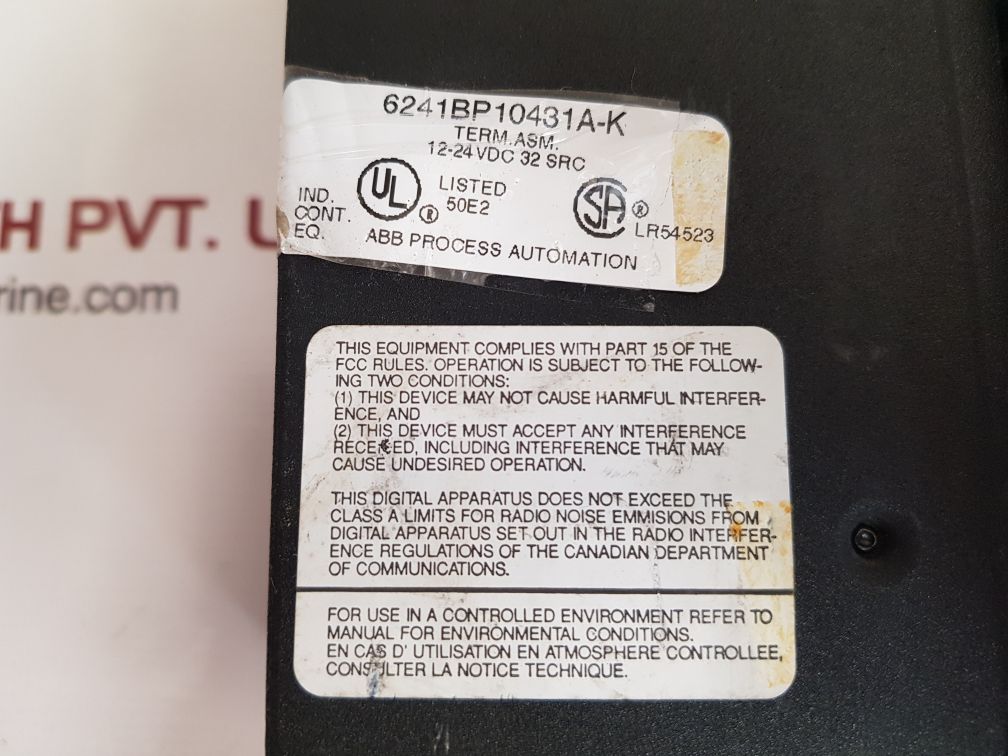 6241BP10431A-K
TERM.ASM.
12-24VDC 32 SRC
IND.
CONT.
EQ.
UL
LISTED
50E2
®
SA ®
LR54523
ABB PROCESS AUTOMATION
H PVT.
rine.com
THIS EQUIPMENT COMPLIES WITH PART 15 OF THE
FCC RULES. OPERATION IS SUBJECT TO THE FOLLOW-
ING TWO CONDITIONS:
(1) THIS DEVICE MAY NOT CAUSE HARMFUL INTERFER-
ENCE, AND
(2) THIS DEVICE MUST ACCEPT ANY INTERFERENCE
RECEIVED, INCLUDING INTERFERENCE THAT MAY
CAUSE UNDESIRED OPERATION.
THIS DIGITAL APPARATUS DOES NOT EXCEED THE
CLASS A LIMITS FOR RADIO NOISE EMMISIONS FROM
DIGITAL APPARATUS SET OUT IN THE RADIO INTERFER-
ENCE REGULATIONS OF THE CANADIAN DEPARTMENT
OF COMMUNICATIONS.
FOR USE IN A CONTROLLED ENVIRONMENT REFER TO
MANUAL FOR ENVIRONMENTAL CONDITIONS.
EN CAS D' UTILISATION EN ATMOSPHERE CONTROLLEE,
CONSULTER LA NOTICE TECHNIQUE.